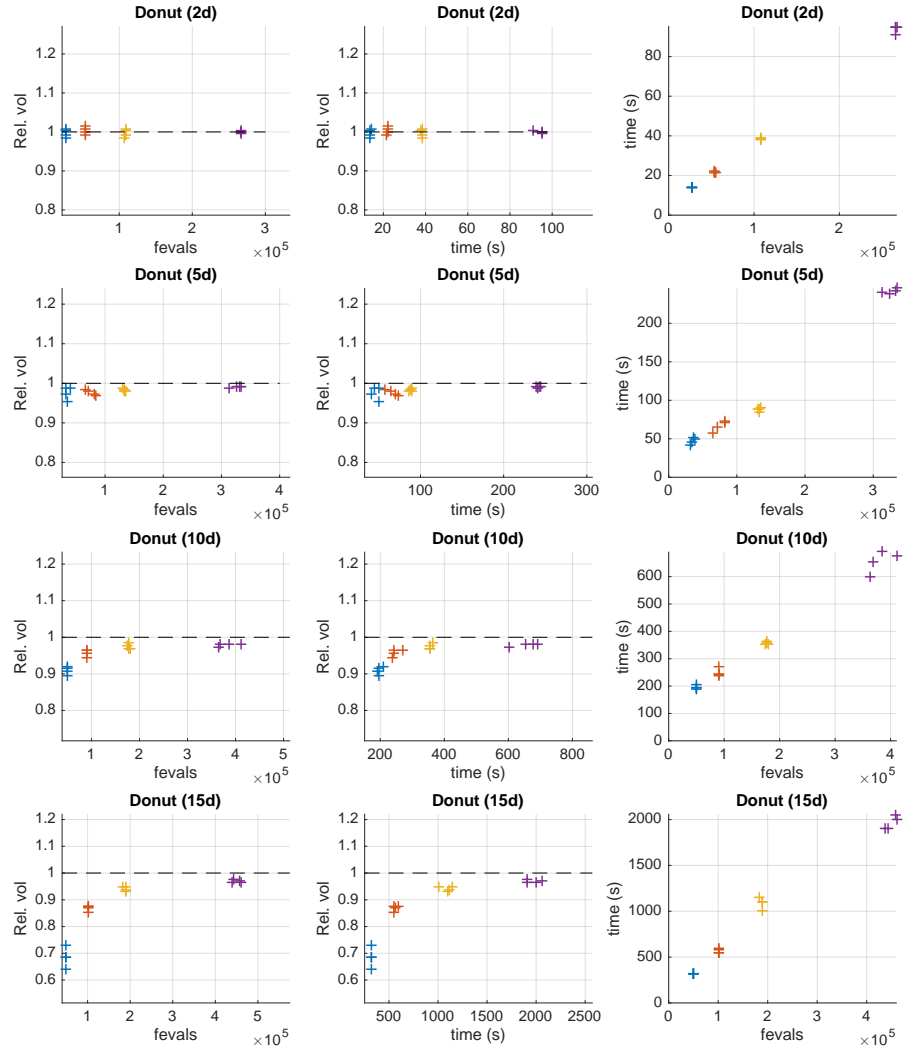 Donut (2d) Donut (2d) Donut (2d)
1.2 1.2 80
1.1 1.1 60
1 1 40
0.9 0.9 20
0.8 0.8 0
Rel. vol Rel. vol time (s)
1 2 3 20 40 60 80 100 0 1 2
fevals ×10^5 time (s) fevals ×10^5
Donut (5d) Donut (5d) Donut (5d)
1.2 1.2 200
1.1 1.1 150
1 1 100
0.9 0.9 50
0.8 0.8 0
Rel. vol Rel. vol time (s)
1 2 3 4 100 200 300 0 1 2 3
fevals ×10^5 time (s) fevals ×10^5
Donut (10d) Donut (10d) Donut (10d)
1.2 1.2 600
1.1 1.1 500
1 1 400
0.9 0.9 300
0.8 0.8 200
100
0
Rel. vol Rel. vol time (s)
1 2 3 4 5 200 400 600 800 0 1 2 3 4
fevals ×10^5 time (s) fevals ×10^5
Donut (15d) Donut (15d) Donut (15d)
1.2 1.2 2000
1.1 1.1 1500
1 1 1000
0.9 0.9 500
0.8 0.8 0
0.7 0.7
0.6 0.6
Rel. vol Rel. vol time (s)
1 2 3 4 5 500 1000 1500 2000 2500 0 1 2 3 4
fevals ×10^5 time (s) fevals ×10^5